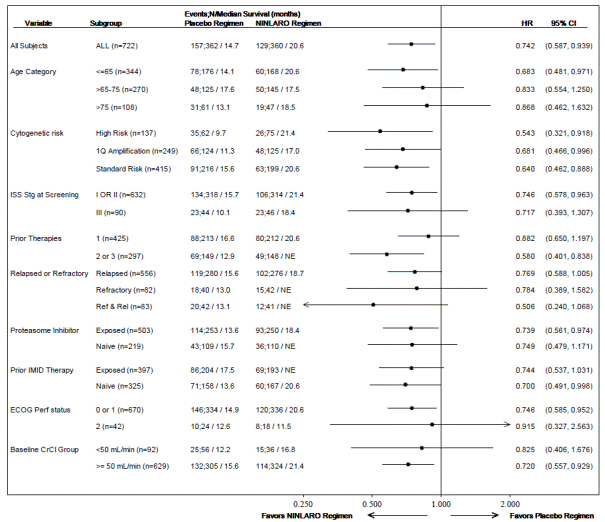 Events;N/Median Survival (months)
Variable Subgroup Placebo Regimen NINLARO Regimen HR 95% CI
All Subjects ALL (n=722) 157;362 / 14.7 129;360 / 20.6 0.742 (0.587, 0.939)
Age Category <=65 (n=344) 78;176 / 14.1 60;168 / 20.6 0.683 (0.481, 0.971)
>65-75 (n=270) 48;125 / 17.6 50;145 / 17.5 0.833 (0.554, 1.250)
>75 (n=108) 31;61 / 13.1 19;47 / 18.5 0.868 (0.462, 1.632)
Cytogenetic risk High Risk (n=137) 35;62 / 9.7 26;75 / 21.4 0.543 (0.321, 0.918)
1Q Amplification (n=249) 66;124 / 11.3 48;125 / 17.0 0.681 (0.466, 0.996)
Standard Risk (n=415) 91;216 / 15.6 63;199 / 20.6 0.640 (0.462, 0.888)
ISS Stg at Screening I OR II (n=632) 134;318 / 15.7 106;314 / 21.4 0.746 (0.578, 0.963)
III (n=90) 23;44 / 10.1 23;46 / 18.4 0.717 (0.393, 1.307)
Prior Therapies 1 (n=425) 88;213 / 16.6 80;212 / 20.6 0.882 (0.650, 1.197)
2 or 3 (n=297) 69;149 / 12.9 49;148 / NE 0.580 (0.401, 0.838)
Relapsed or Refractory Relapsed (n=556) 119;280 / 15.6 102;276 / 18.7 0.769 (0.588, 1.005)
Refractory (n=82) 18;40 / 13.0 15;42 / NE 0.784 (0.389, 1.582)
Ref & Rel (n=83) 20;42 / 13.1 12;41 / NE 0.506 (0.240, 1.068)
Proteasome Inhibitor Exposed (n=503) 114;253 / 13.6 93;250 / 18.4 0.739 (0.561, 0.974)
Naive (n=219) 43;109 / 15.7 36;110 / NE 0.749 (0.479, 1.171)
Prior IMID Therapy Exposed (n=397) 86;204 / 17.5 69;193 / NE 0.744 (0.537, 1.031)
Naive (n=325) 71;158 / 13.6 60;167 / 20.6 0.700 (0.491, 0.998)
ECOG Perf status 0 or 1 (n=670) 146;334 / 14.9 120;336 / 20.6 0.746 (0.585, 0.952)
2 (n=42) 10;24 / 12.6 8;18 / 11.5 0.915 (0.327, 2.563)
Baseline CrCl Group <50 mL/min (n=92) 25;56 / 12.2 15;36 / 16.8 0.825 (0.406, 1.676)
>= 50 mL/min (n=629) 132;305 / 15.6 114;324 / 21.4 0.720 (0.557, 0.929)
0.250 0.500 1.000 2.000
Favors NINLARO Regimen Favors Placebo Regimen